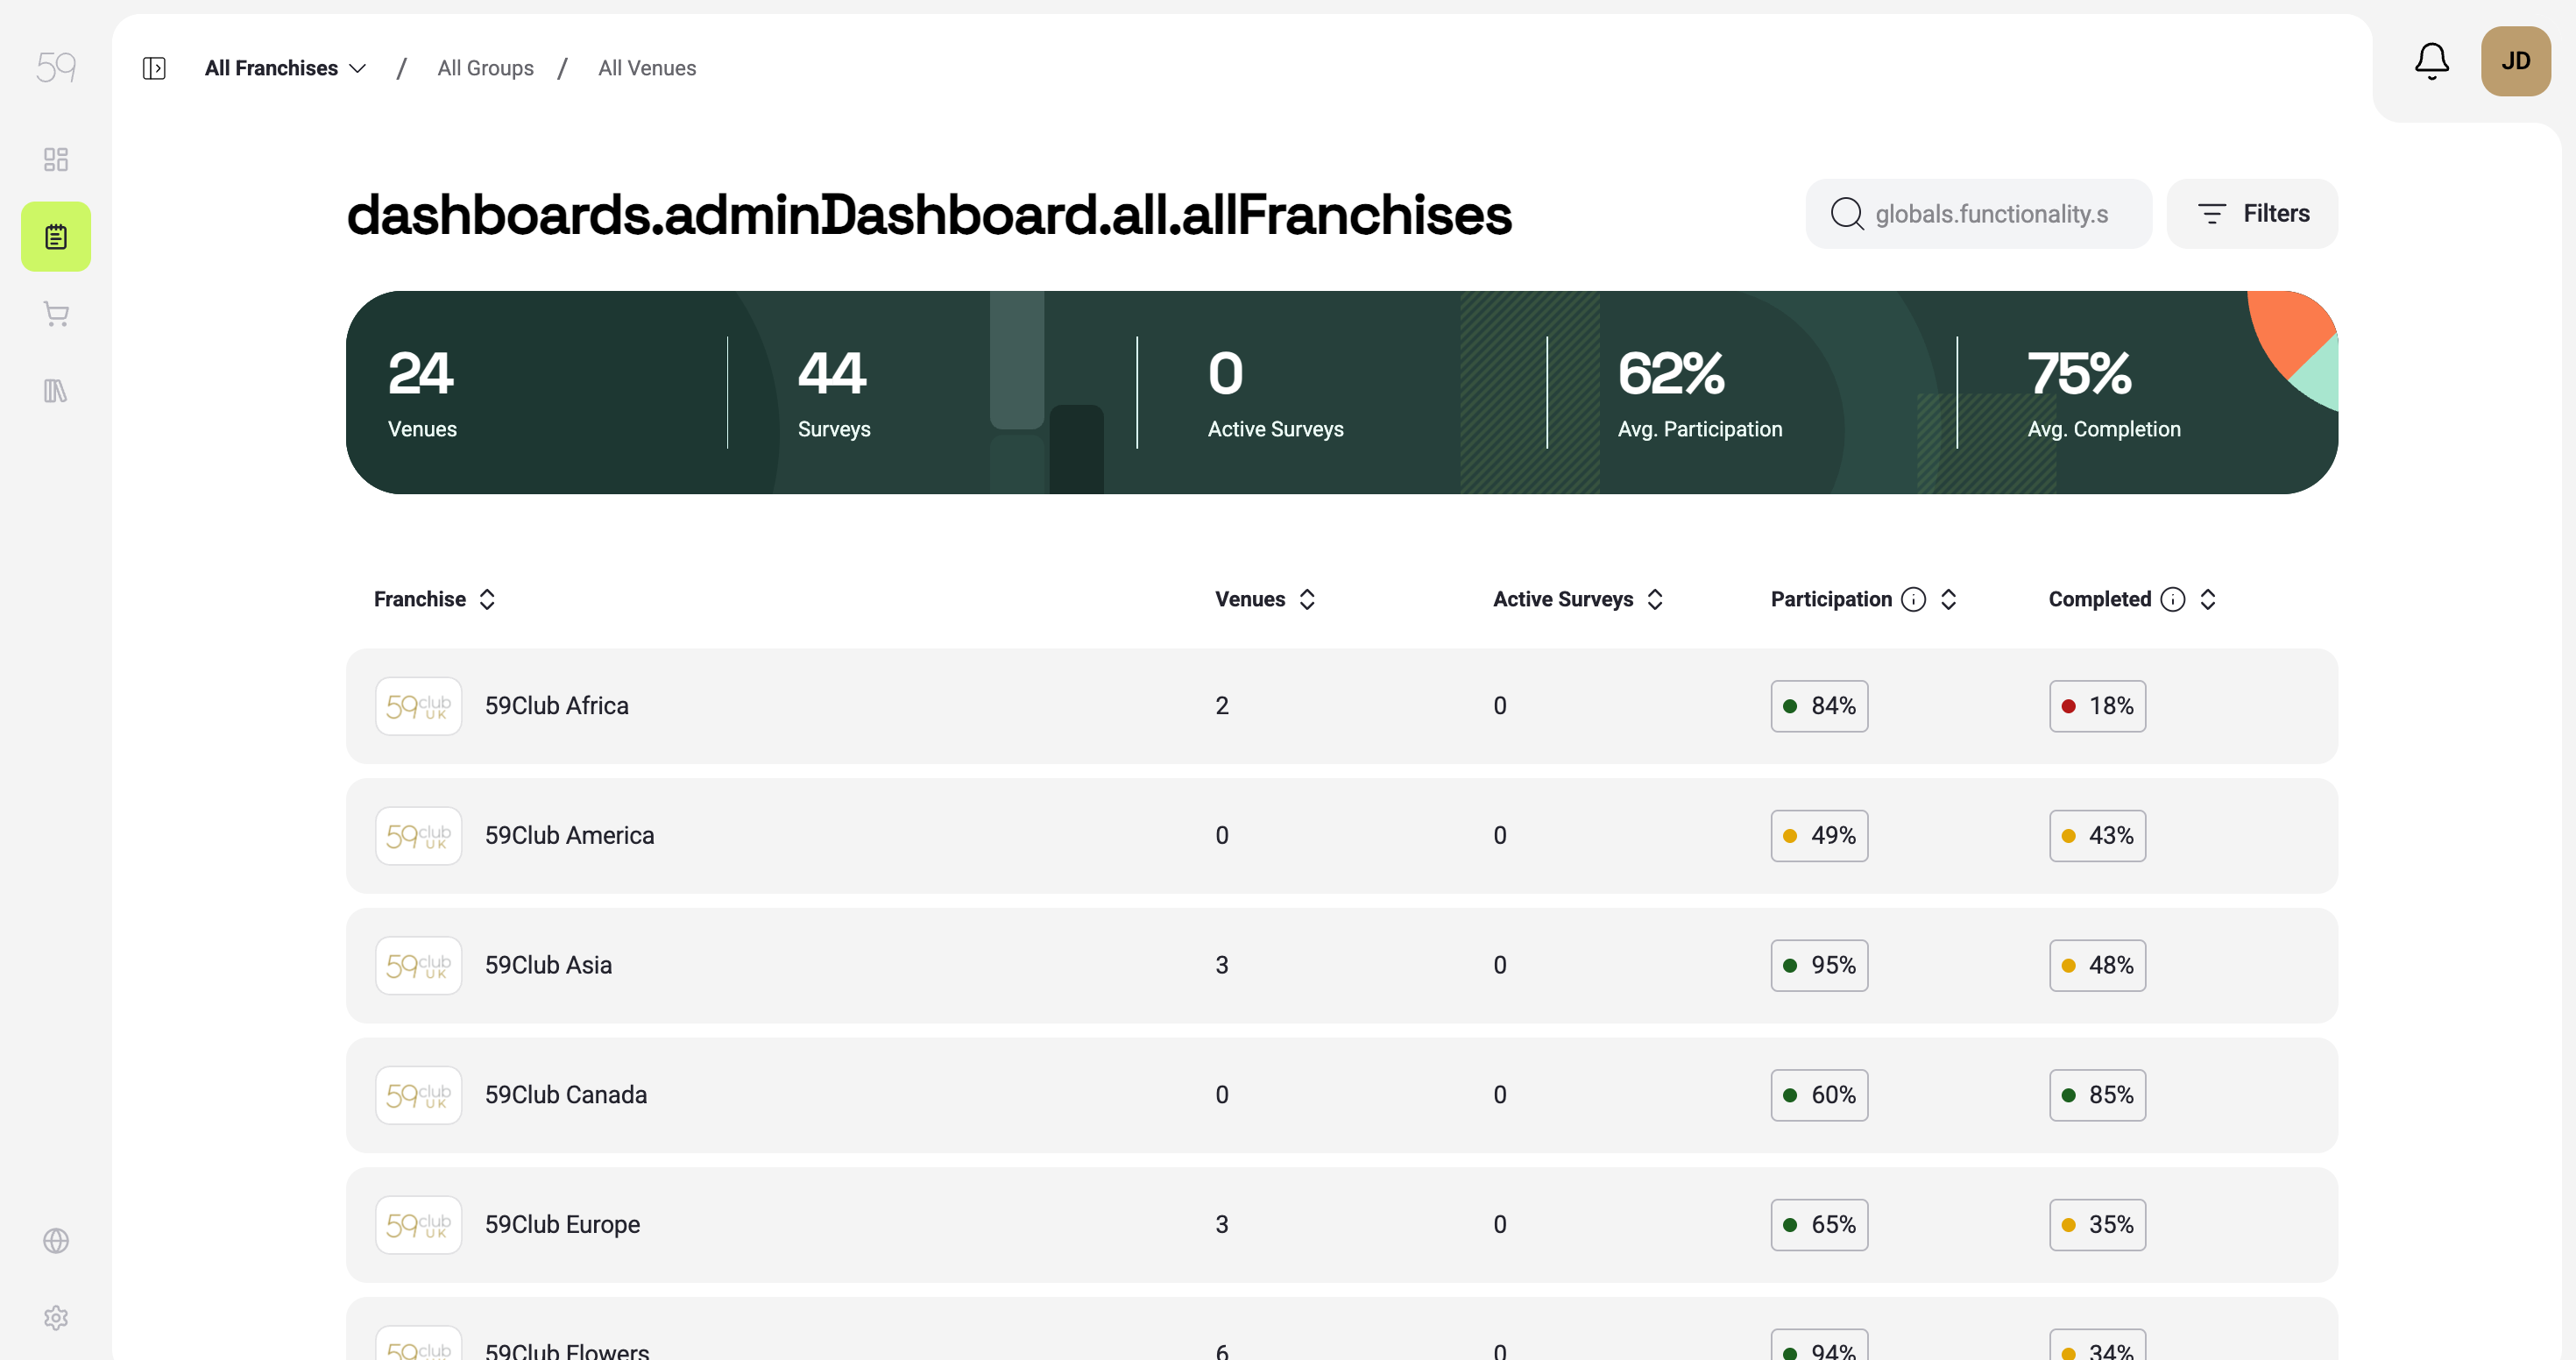 59
All Franchises / All Groups / All Venues
JD
dashboards.adminDashboard.all.allFranchises
globals.functionality.s
Filters
24
Venues
44
Surveys
0
Active Surveys
62%
Avg. Participation
75%
Avg. Completion
Franchise Venues Active Surveys Participation Completed
59club UK 59Club Africa 2 0 84% 18%
59club UK 59Club America 0 0 49% 43%
59club UK 59Club Asia 3 0 95% 48%
59club UK 59Club Canada 0 0 60% 85%
59club UK 59Club Europe 3 0 65% 35%
59club 59Club Flowers 6 0 94% 34%